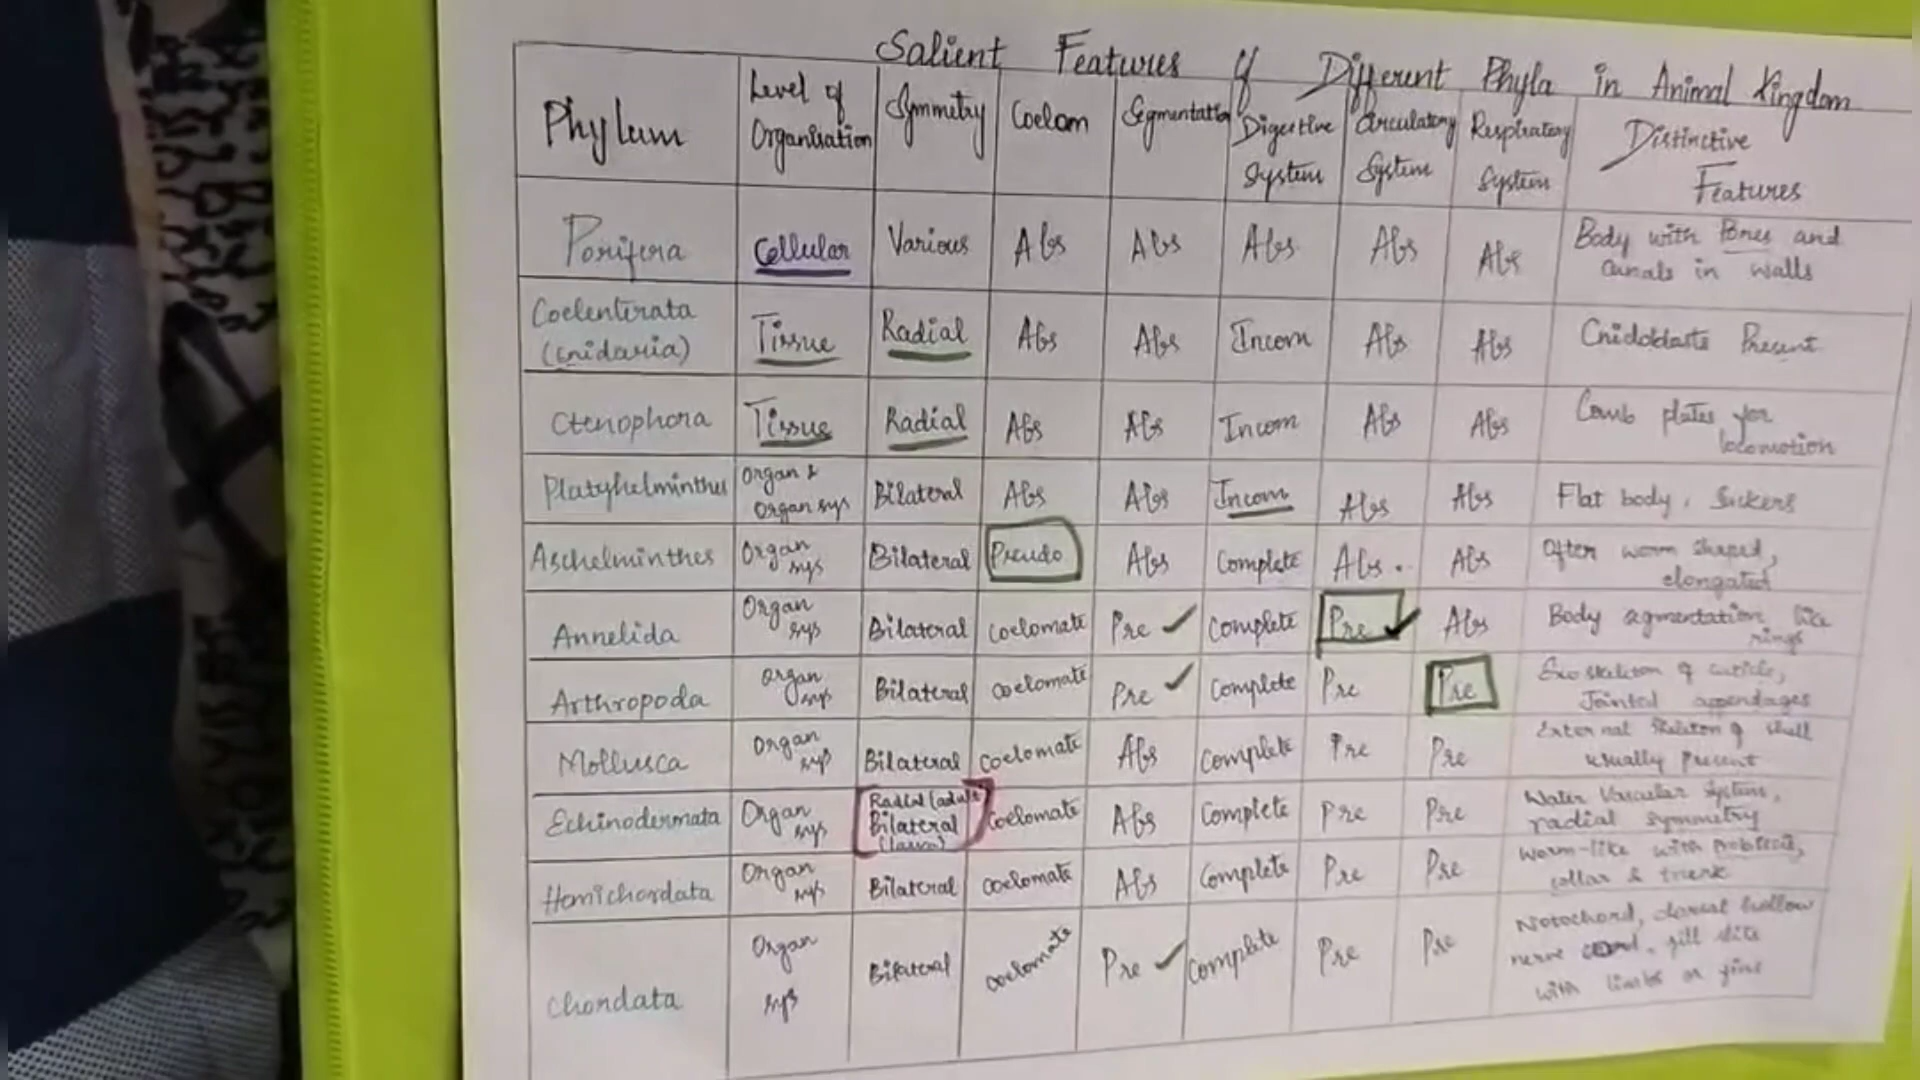 Salient Features of Different Phyla in Animal Kingdom
Phylum
Level of
Organisation
Symmetry
Coelom
Segmentation
Digestive
System
Circulatory
System
Respiratory
System
Distinctive
Features
Porifera
Cellular
Various
Abs
Abs
Abs.
Abs
Abs
Body with Pores and
canals in walls
Coelenterata
(cnidaria)
Tissue
Radial
Abs
Abs
Incom
Abs
Abs
Cnidoblasts Present
Ctenophora
Tissue
Radial
Abs
Abs
Incom
Abs
Abs
Comb plates for
locomotion
Platyhelminthes
Organ &
Organ sys
Bilateral
Abs
Abs
Incom
Abs
Abs
Flat body, Suckers
Aschelminthes
Organ
sys
Bilateral
Pseudo
Abs
Complete
Abs.
Abs
Often worm shaped,
elongated
Annelida
Organ
sys
Bilateral
Coelomate
Pre ✓
Complete
Pre ✓
Abs
Body segmentation like
rings
Arthropoda
Organ
sys
Bilateral
Coelomate
Pre ✓
Complete
Pre
Pre
Exo skeleton of cuticle,
Jointed appendages
Mollusca
Organ
sys
Bilateral
Coelomate
Abs
Complete
Pre
Pre
External Skeleton of shell
usually present
Echinodermata
Organ
sys
Radial (adult
Bilateral
(larva)
Coelomate
Abs
Complete
Pre
Pre
Water Vascular System,
radial symmetry
Hemichordata
Organ
sys
Bilateral
Coelomate
Abs
Complete
Pre
Pre
Worm-like with
collar & trunk
Chordata
Organ
sys
Bilateral
Coelomate
Pre ✓
Complete
Pre
Pre
Notochord, dorsal hollow
nerve cord, gill slits
with limbs or fins